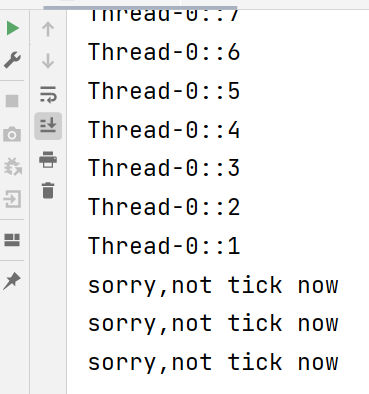 Thread-0::7
Thread-0::6
Thread-0::5
Thread-0::4
Thread-0::3
Thread-0::2
Thread-0::1
sorry,not tick now
sorry,not tick now
sorry,not tick now